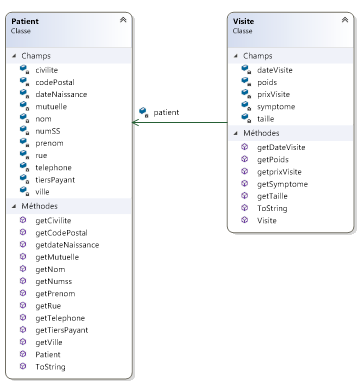 Patient
Classe
Champs
civilite
codePostal
dateNaissance
mutuelle
nom
numSS
prenom
rue
telephone
tiersPayant
ville
Méthodes
getCivilite
getCodePostal
getdateNaissance
getMutuelle
getNom
getNumss
getPrenom
getRue
getTelephone
getTiersPayant
getVille
Patient
ToString
patient
Visite
Classe
Champs
dateVisite
poids
prixVisite
symptome
taille
Méthodes
getDateVisite
getPoids
getprixVisite
getSymptome
getTaille
ToString
Visite